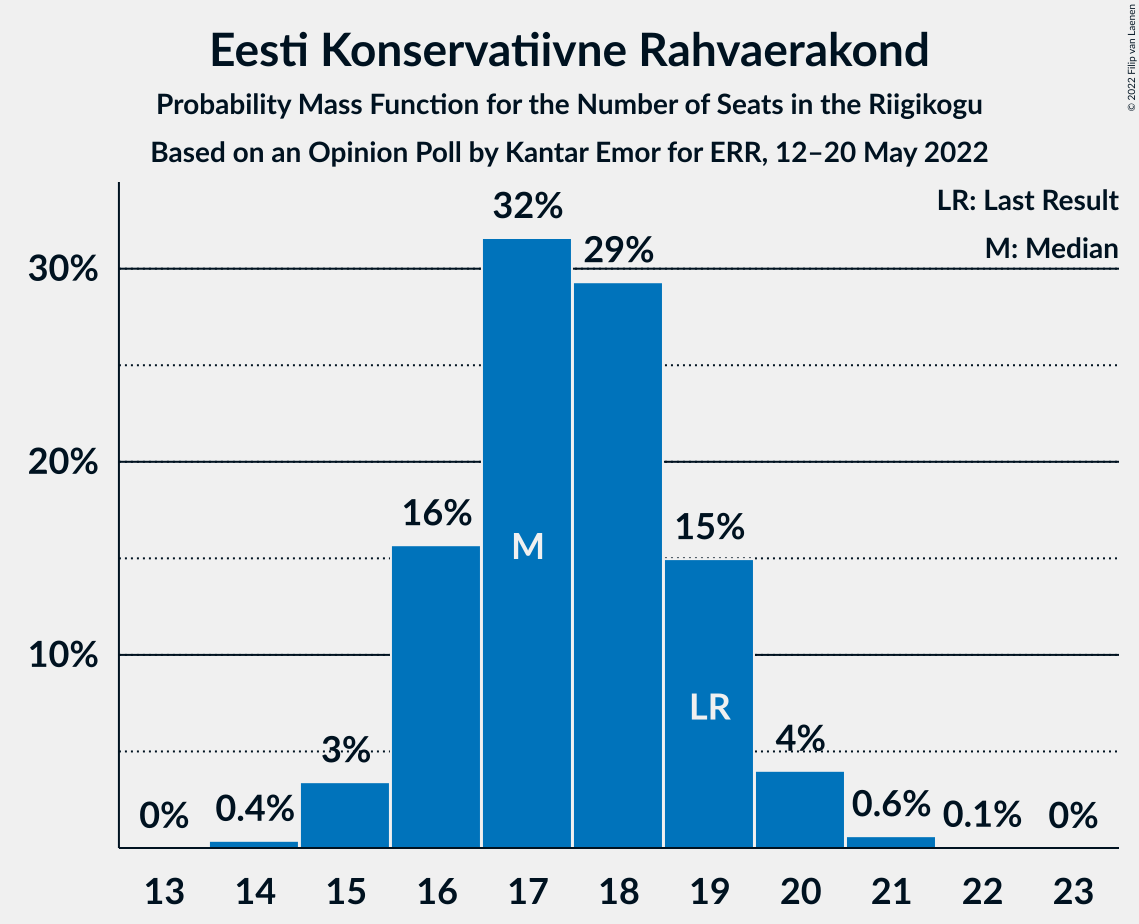 Eesti Konservatiivne Rahvaerakond
Probability Mass Function for the Number of Seats in the Riigikogu
Based on an Opinion Poll by Kantar Emor for ERR, 12–20 May 2022
© 2022 Filip van Laenen
LR: Last Result
M: Median
30%
20%
10%
0%
0.4%
3%
16%
32%
29%
15%
4%
0.6%
0.1%
0%
M
LR
13 14 15 16 17 18 19 20 21 22 23